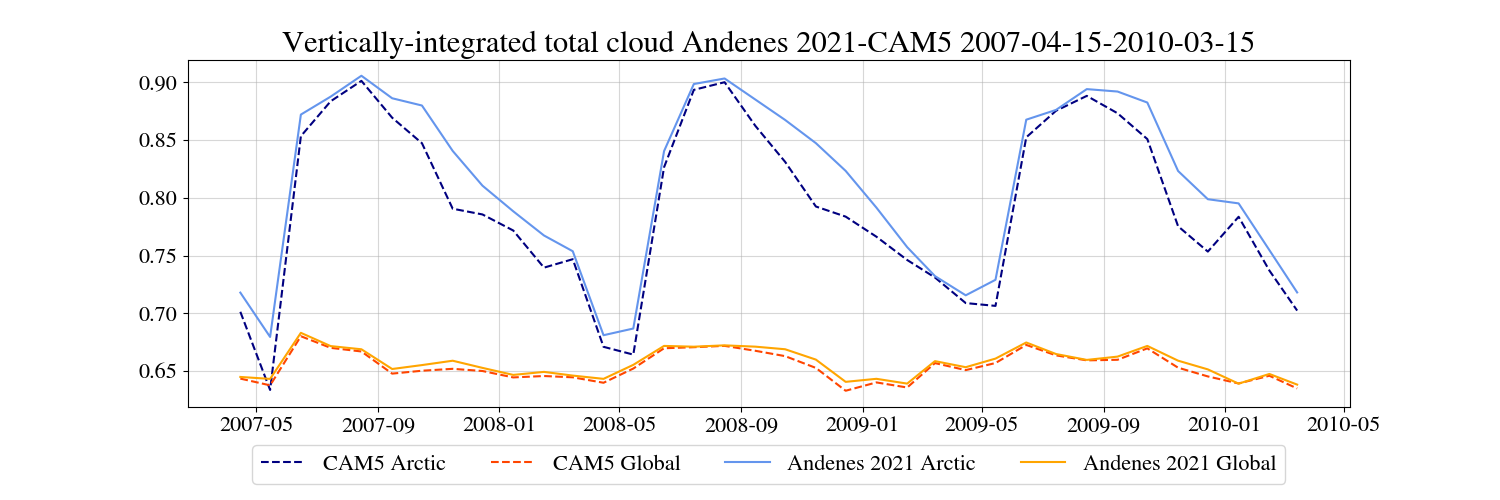 Vertically-integrated total cloud Andenes 2021-CAM5 2007-04-15-2010-03-15
0.90
0.85
0.80
0.75
0.70
0.65
2007-05 2007-09 2008-01 2008-05 2008-09 2009-01 2009-05 2009-09 2010-01 2010-05
CAM5 Arctic CAM5 Global Andenes 2021 Arctic Andenes 2021 Global